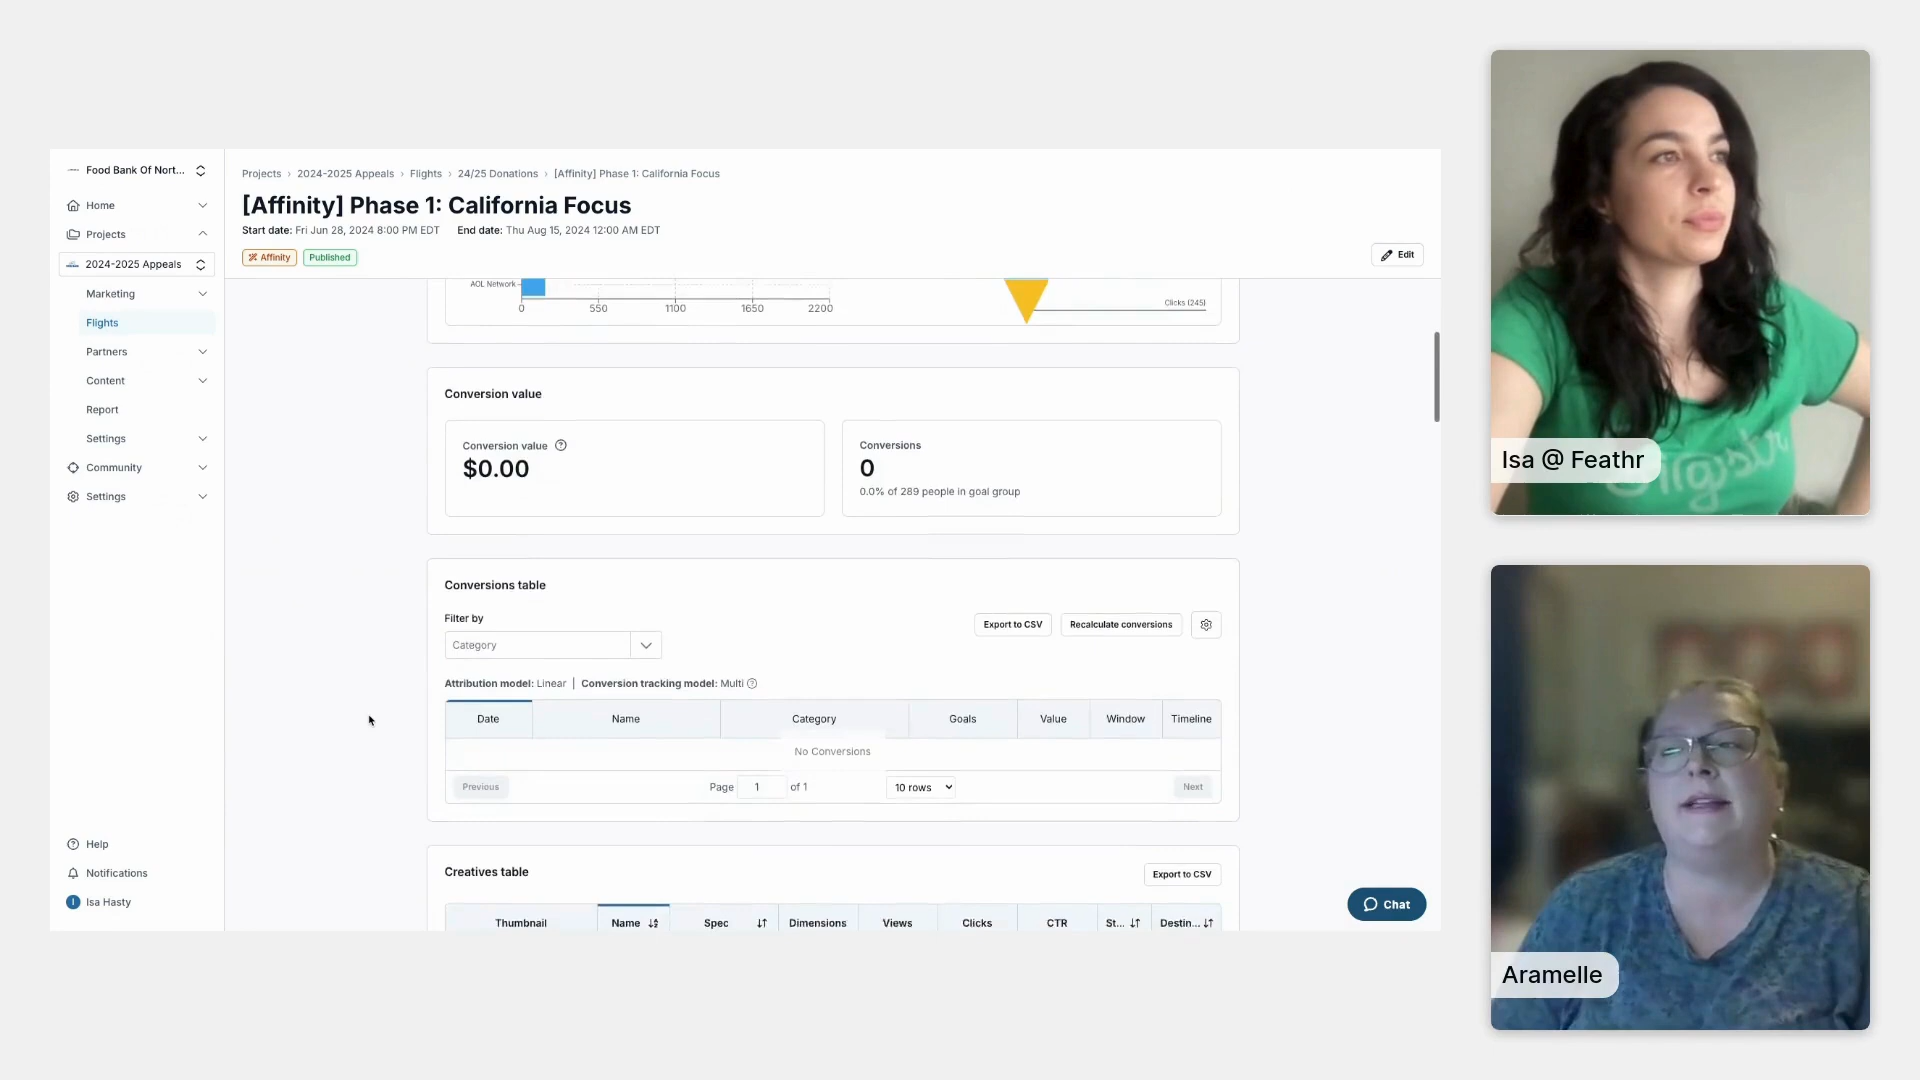 Food Bank Of Nort...
Home
Projects
2024-2025 Appeals
Marketing
Flights
Partners
Content
Report
Settings
Community
Settings
Help
Notifications
I Isa Hasty
Projects › 2024-2025 Appeals › Flights › 24/25 Donations › [Affinity] Phase 1: California Focus
[Affinity] Phase 1: California Focus
Start date: Fri Jun 28, 2024 8:00 PM EDT End date: Thu Aug 15, 2024 12:00 AM EDT
Affinity Published
Edit
AOL Network
0 550 1100 1650 2200
Clicks (245)
Conversion value
Conversion value
$0.00
Conversions
0
0.0% of 289 people in goal group
Conversions table
Filter by
Category
Export to CSV Recalculate conversions
Attribution model: Linear | Conversion tracking model: Multi
Date Name Category Goals Value Window Timeline
No Conversions
Previous Page 1 of 1 10 rows Next
Creatives table
Export to CSV
Thumbnail Name Spec Dimensions Views Clicks CTR St... Destin...
Chat
Isa @ Feathr
Aramelle